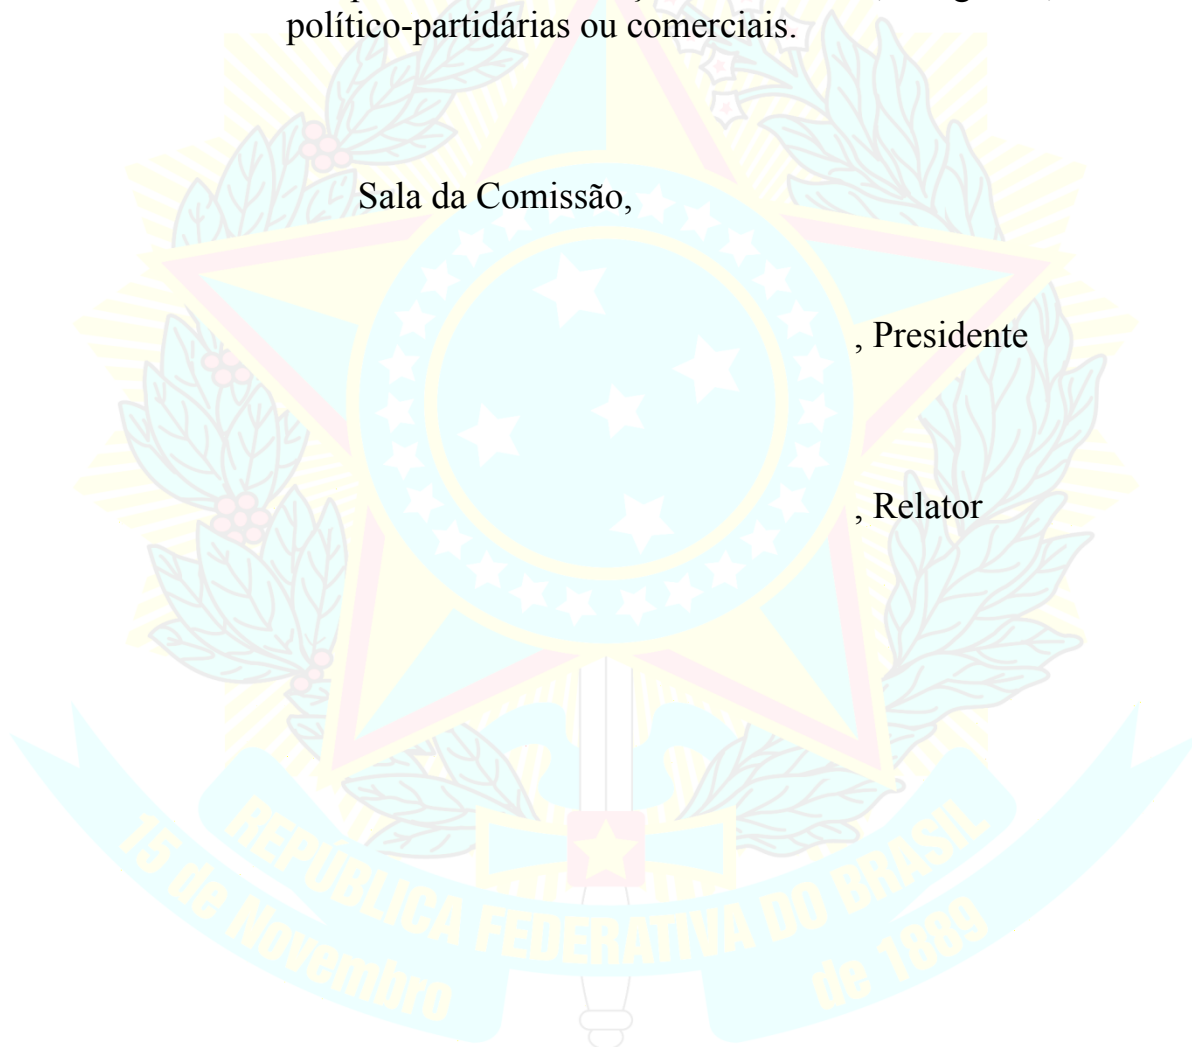 político-partidárias ou comerciais.
Sala da Comissão,
, Presidente
, Relator
REPÚBLICA FEDERATIVA DO BRASIL
15 de Novembro
de 1889